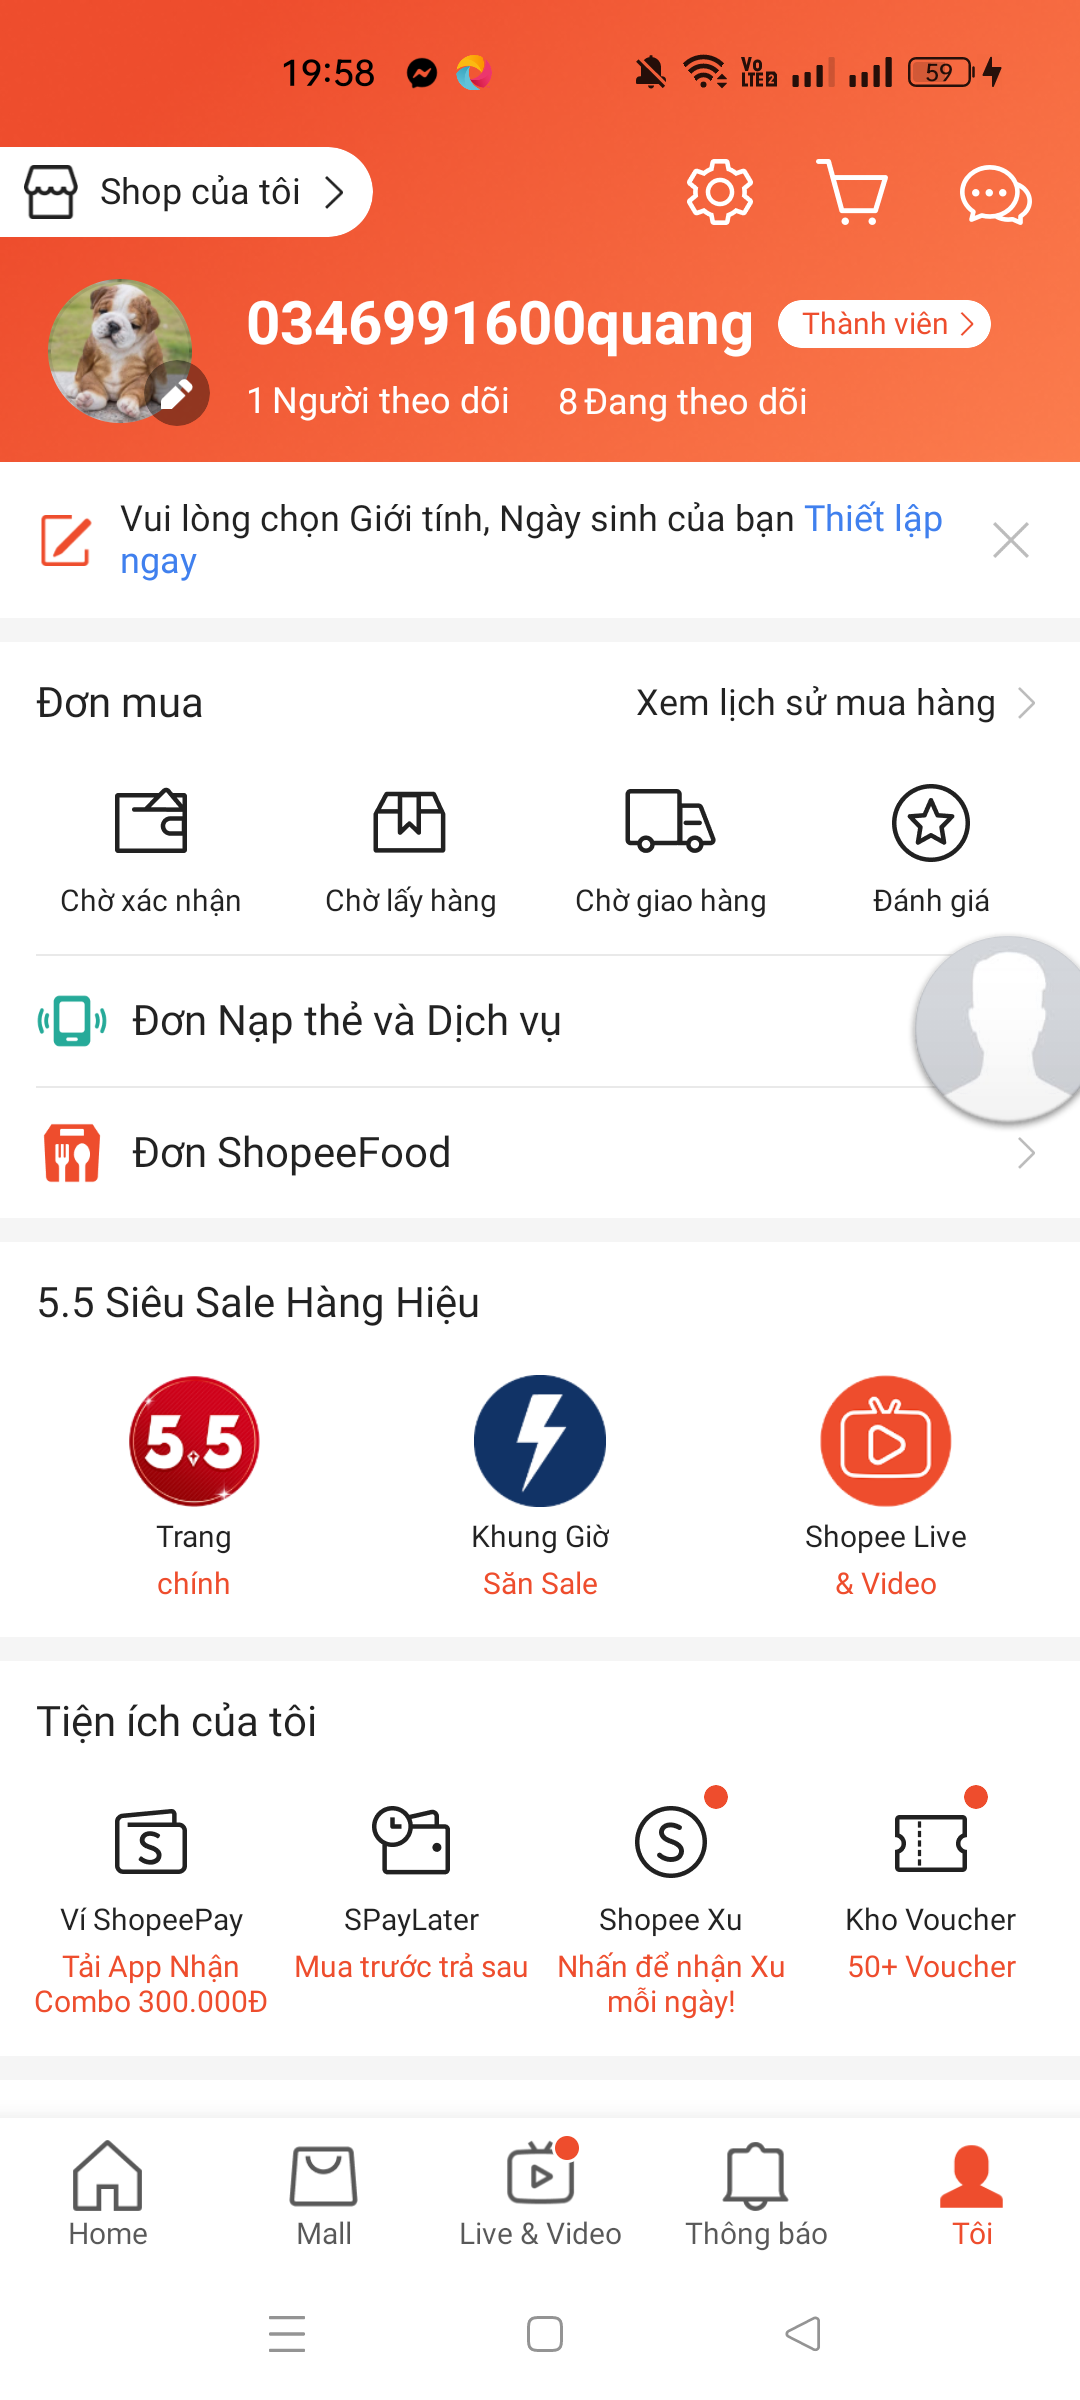 19:58
Vo
LTE2
59
Shop của tôi
0346991600quang
Thành viên
1 Người theo dõi
8 Đang theo dõi
Vui lòng chọn Giới tính, Ngày sinh của bạn Thiết lập
ngay
Đơn mua
Xem lịch sử mua hàng
Chờ xác nhận
Chờ lấy hàng
Chờ giao hàng
Đánh giá
Đơn Nạp thẻ và Dịch vụ
Đơn ShopeeFood
5.5 Siêu Sale Hàng Hiệu
5.5
Trang
chính
Khung Giờ
Săn Sale
Shopee Live
& Video
Tiện ích của tôi
Ví ShopeePay
Tải App Nhận
Combo 300.000Đ
SPayLater
Mua trước trả sau
Shopee Xu
Nhấn để nhận Xu
mỗi ngày!
Kho Voucher
50+ Voucher
Home
Mall
Live & Video
Thông báo
Tôi